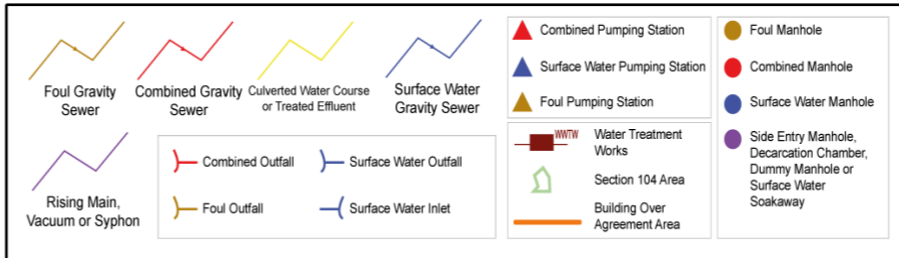 Foul Gravity
Sewer
Combined Gravity
Sewer
Culverted Water Course
or Treated Effluent
Surface Water
Gravity Sewer
Rising Main,
Vacuum or Syphon
Combined Outfall
Surface Water Outfall
Foul Outfall
Surface Water Inlet
Combined Pumping Station
Surface Water Pumping Station
Foul Pumping Station
WWTW
Water Treatment
Works
Section 104 Area
Building Over
Agreement Area
Foul Manhole
Combined Manhole
Surface Water Manhole
Side Entry Manhole,
Decarcation Chamber,
Dummy Manhole or
Surface Water
Soakaway